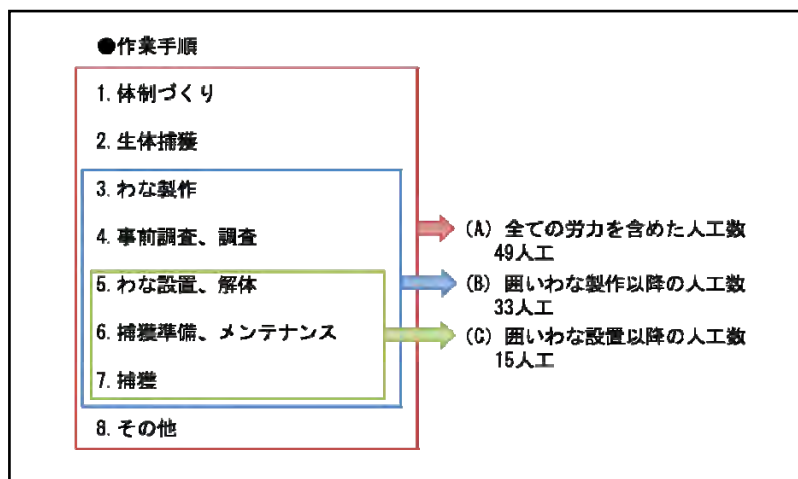 ●作業手順
1. 体制づくり
2. 生体捕獲
3. わな製作
4. 事前調査、調査
5. わな設置、解体
6. 捕獲準備、メンテナンス
7. 捕獲
8. その他
(A) 全ての労力を含めた人工数
49人工
(B) 囲いわな製作以降の人工数
33人工
(C) 囲いわな設置以降の人工数
15人工